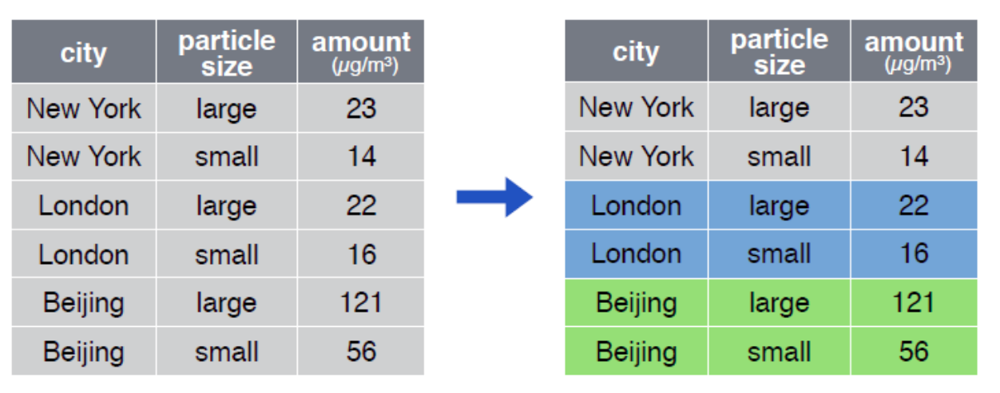 city particle size amount (µg/m³)
New York large 23
New York small 14
London large 22
London small 16
Beijing large 121
Beijing small 56
city particle size amount (µg/m³)
New York large 23
New York small 14
London large 22
London small 16
Beijing large 121
Beijing small 56